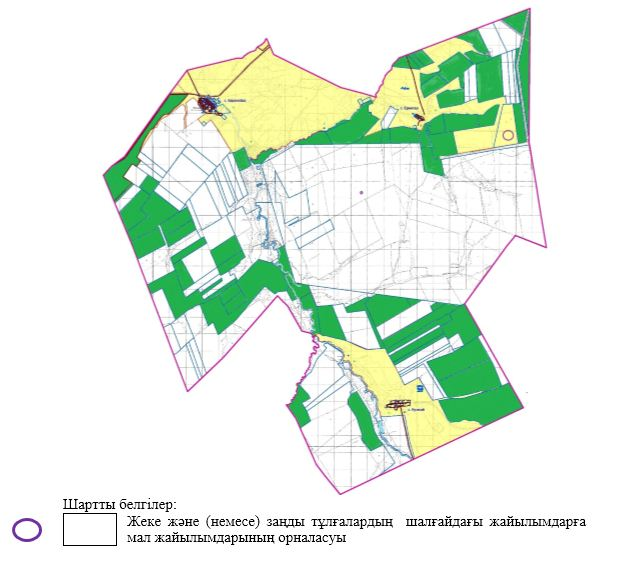 Шартты белгілер:
Жеке және (немесе) заңды тұлғалардың шалғайдағы жайылымдарға
мал жайылымдарының орналасуы